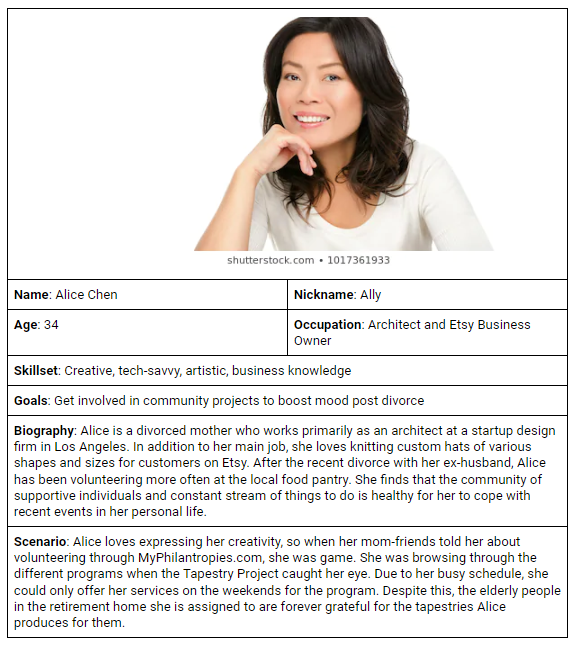 shutterstock.com • 1017361933
Name: Alice Chen
Nickname: Ally
Age: 34
Occupation: Architect and Etsy Business
Owner
Skillset: Creative, tech-savvy, artistic, business knowledge
Goals: Get involved in community projects to boost mood post divorce
Biography: Alice is a divorced mother who works primarily as an architect at a startup design
firm in Los Angeles. In addition to her main job, she loves knitting custom hats of various
shapes and sizes for customers on Etsy. After the recent divorce with her ex-husband, Alice
has been volunteering more often at the local food pantry. She finds that the community of
supportive individuals and constant stream of things to do is healthy for her to cope with
recent events in her personal life.
Scenario: Alice loves expressing her creativity, so when her mom-friends told her about
volunteering through MyPhilantropies.com, she was game. She was browsing through the
different programs when the Tapestry Project caught her eye. Due to her busy schedule, she
could only offer her services on the weekends for the program. Despite this, the elderly people
in the retirement home she is assigned to are forever grateful for the tapestries Alice
produces for them.